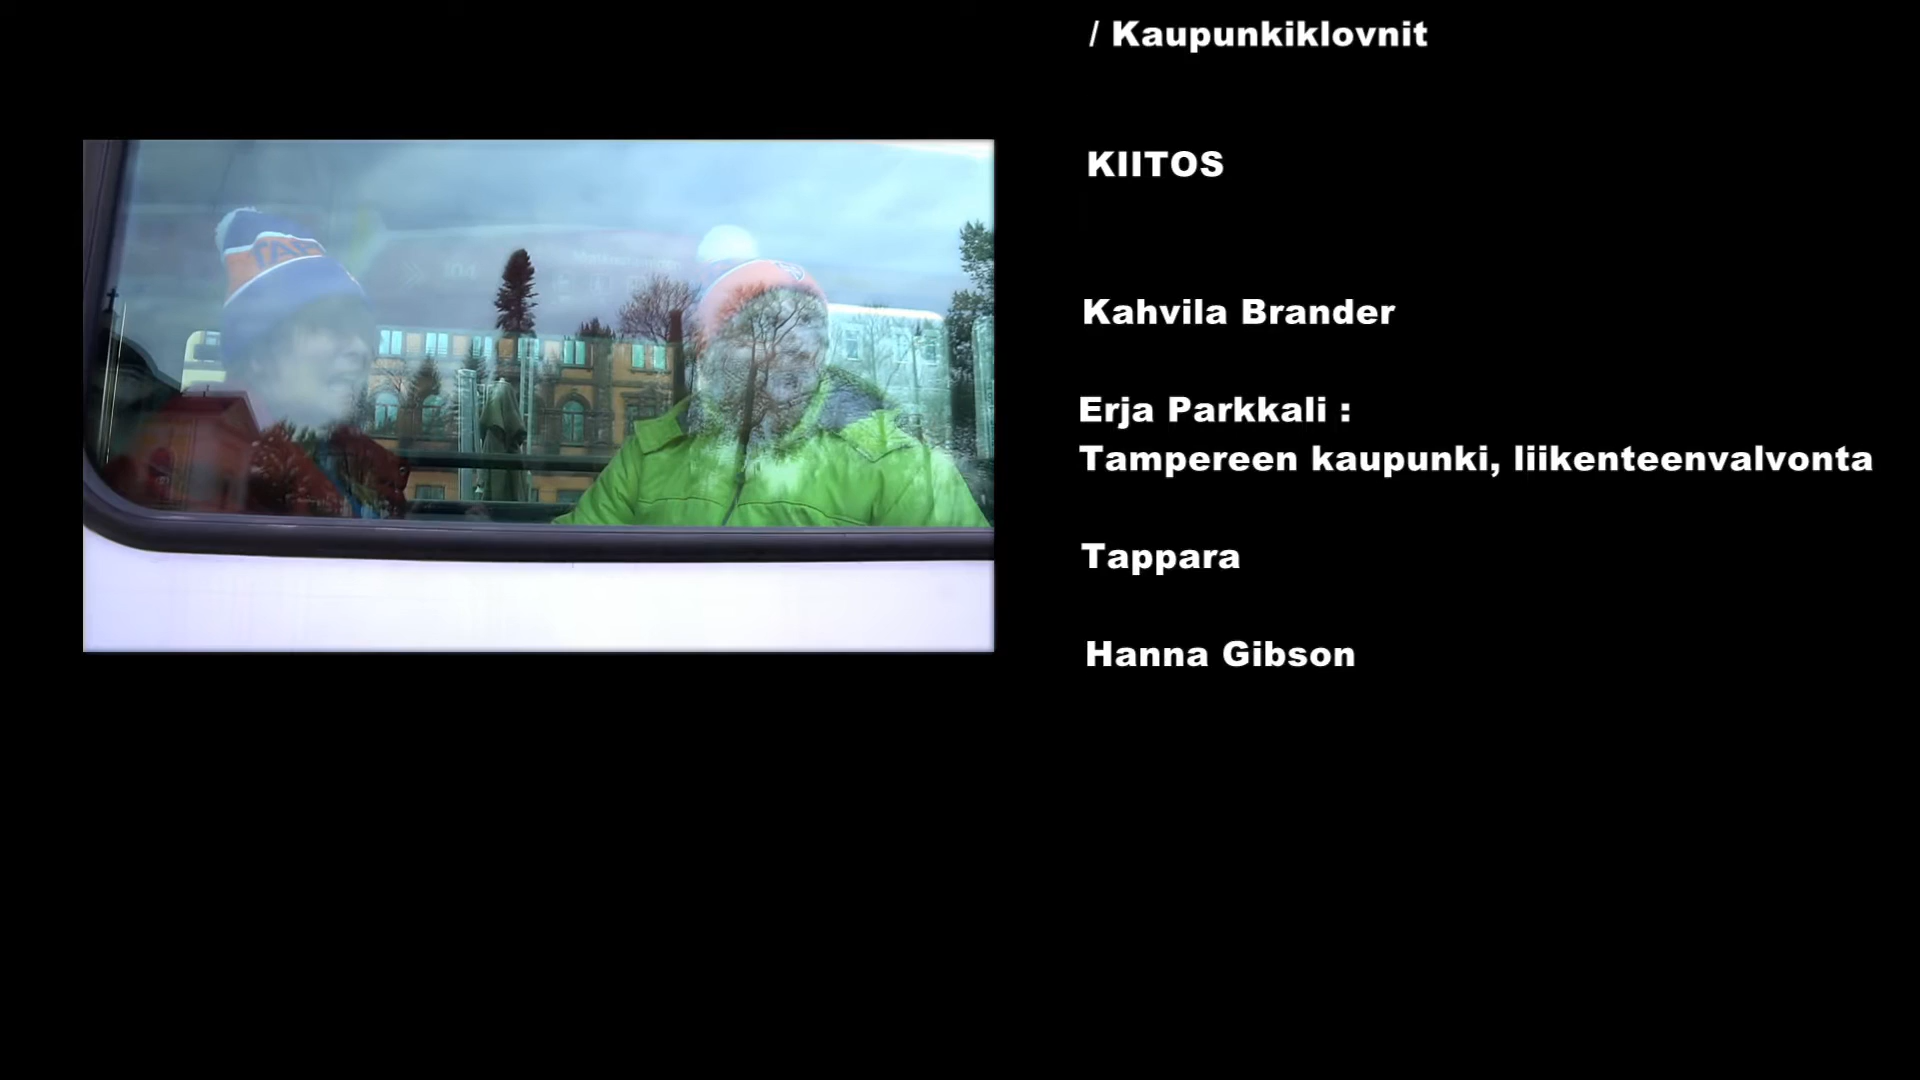 / Kaupunkiklovnit
KIITOS
Kahvila Brander
Erja Parkkali :
Tampereen kaupunki, liikenteenvalvonta
Tappara
Hanna Gibson